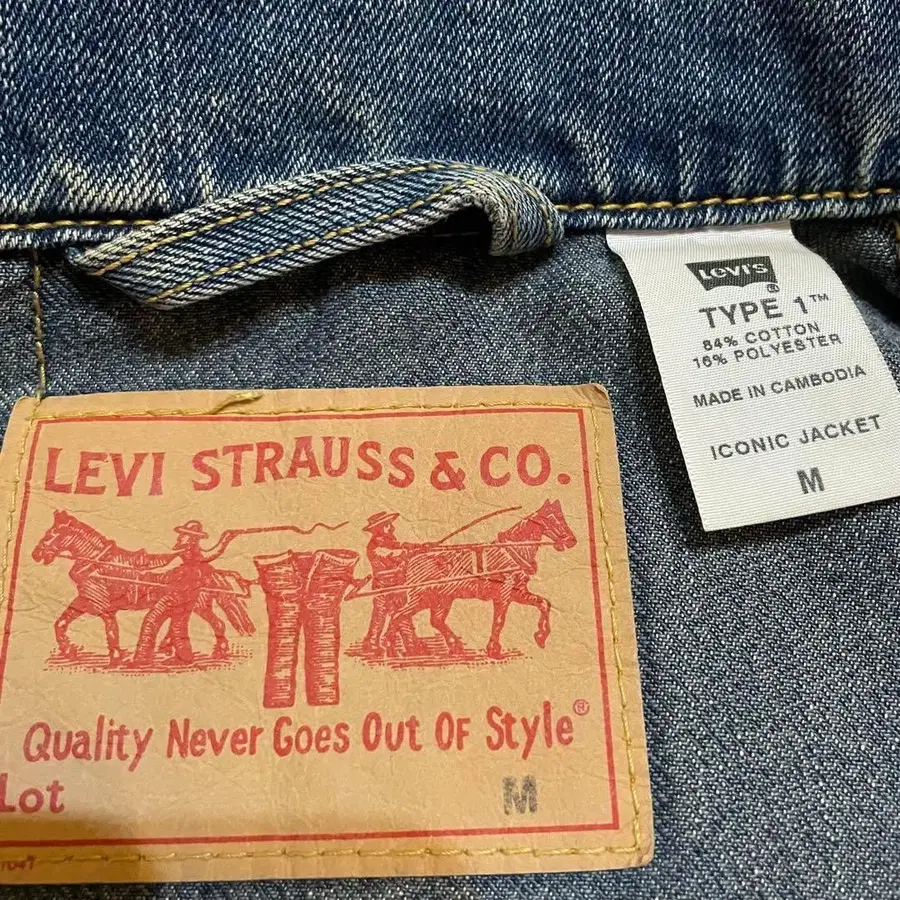 LEVI'S
®
TYPE 1™
84% COTTON
16% POLYESTER
MADE IN CAMBODIA
ICONIC JACKET
M
LEVI STRAUSS & CO.
Quality Never Goes Out Of Style®
Lot
M